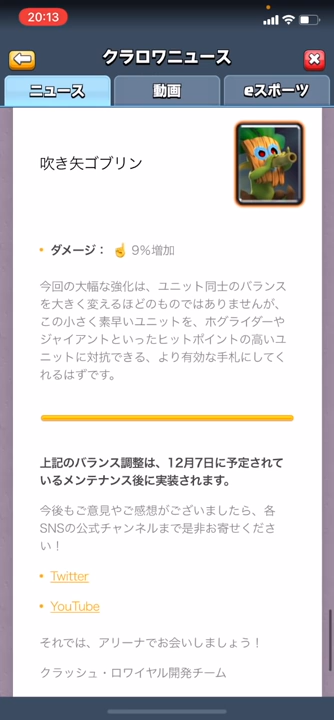 20:13
クラロワニュース
ニュース
動画
eスポーツ
吹き矢ゴブリン
ダメージ：☝️9%増加
今回の大幅な強化は、ユニット同士のバランス
を大きく変えるほどのものではありませんが、
この小さく素早いユニットを、ホグライダーや
ジャイアントといったヒットポイントの高いユ
ニットに対抗できる、より有効な手札にしてく
れるはずです。
上記のバランス調整は、12月7日に予定されて
いるメンテナンス後に実装されます。
今後もご意見やご感想がございましたら、各
SNSの公式チャンネルまで是非お寄せくださ
い！
Twitter
YouTube
それでは、アリーナでお会いしましょう！
クラッシュ・ロワイヤル開発チーム